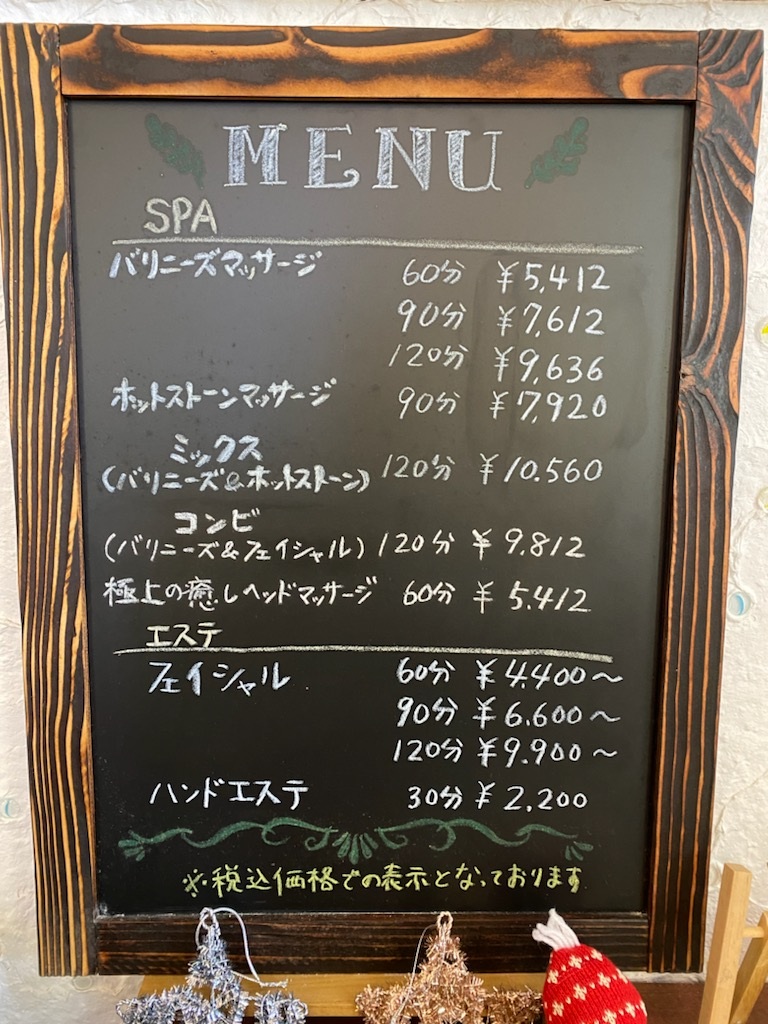 MENU
SPA
バリニーズマッサージ 60分 ¥5,412
90分 ¥7,612
120分 ¥9,636
ホットストーンマッサージ 90分 ¥7,920
ミックス
(バリニーズ&ホットストーン) 120分 ¥10.560
コンビ
(バリニーズ&フェイシャル) 120分 ¥9.812
極上の癒しヘッドマッサージ 60分 ¥5.412
エステ
フェイシャル 60分 ¥4.400〜
90分 ¥6.600〜
120分 ¥9.900〜
ハンドエステ 30分 ¥2,200
※税込価格での表示となっております